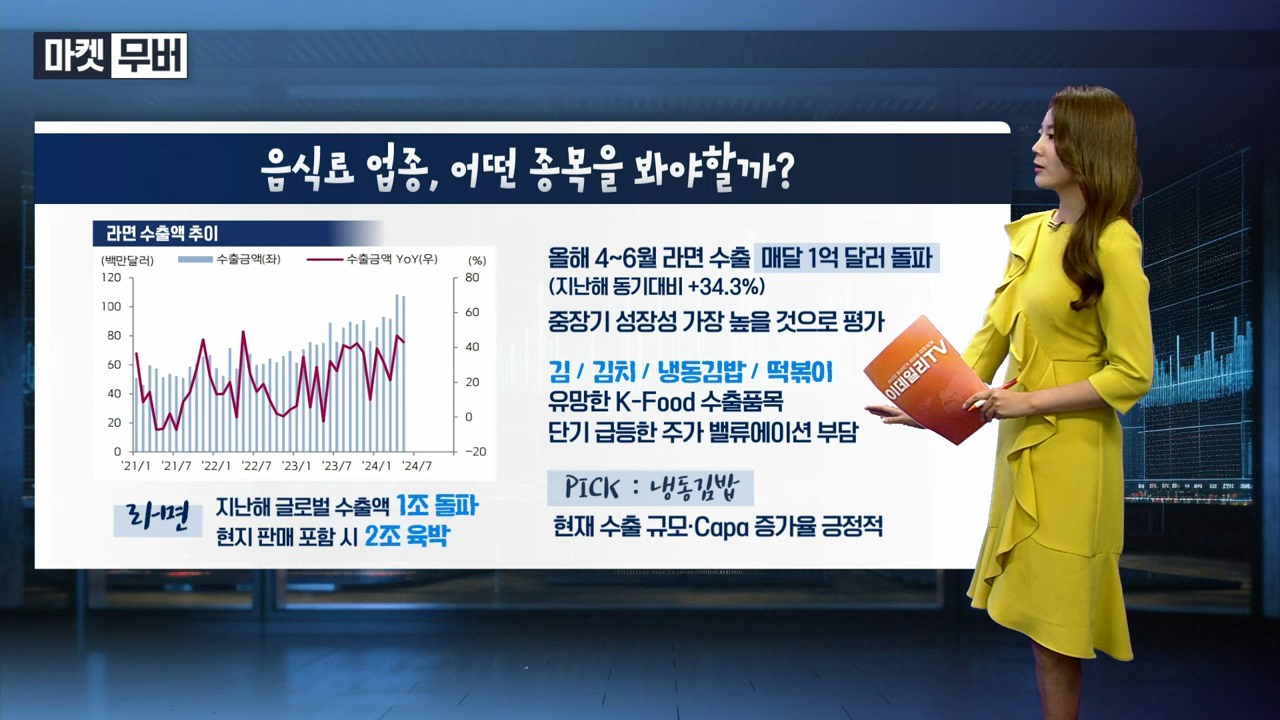 마켓무버
음식료 업종, 어떤 종목을 봐야할까?
라면 수출액 추이
(백만달러) 수출금액(좌) 수출금액 YoY(우) (%)
120 80
100 60
80 40
60 20
40 0
20 -20
0
'21/1 '21/7 '22/1 '22/7 '23/1 '23/7 '24/1 '24/7
라면
지난해 글로벌 수출액 1조 돌파
현지 판매 포함 시 2조 육박
올해 4~6월 라면 수출 매달 1억 달러 돌파
(지난해 동기대비 +34.3%)
중장기 성장성 가장 높을 것으로 평가
김 / 김치 / 냉동김밥 / 떡볶이
유망한 K-Food 수출품목
단기 급등한 주가 밸류에이션 부담
PICK : 냉동김밥
현재 수출 규모·Capa 증가율 긍정적
이데일리TV